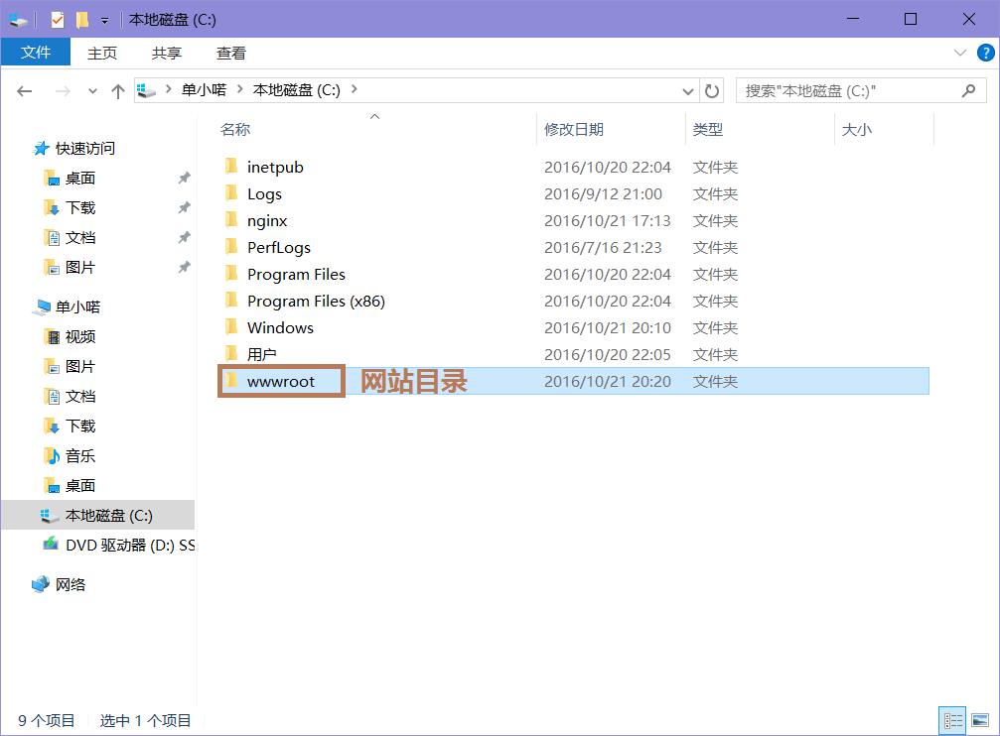 本地磁盘 (C:)
文件 主页 共享 查看
单小喏 本地磁盘 (C:) 搜索"本地磁盘 (C:)"
名称 修改日期 类型 大小
快速访问
桌面
下载
文档
图片
单小喏
视频
图片
文档
下载
音乐
桌面
本地磁盘 (C:)
DVD 驱动器 (D:) SS
网络
inetpub 2016/10/20 22:04 文件夹
Logs 2016/9/12 21:00 文件夹
nginx 2016/10/21 17:13 文件夹
PerfLogs 2016/7/16 21:23 文件夹
Program Files 2016/10/20 22:04 文件夹
Program Files (x86) 2016/10/20 22:04 文件夹
Windows 2016/10/21 20:10 文件夹
用户 2016/10/20 22:05 文件夹
wwwroot 网站目录 2016/10/21 20:20 文件夹
9 个项目 选中 1 个项目